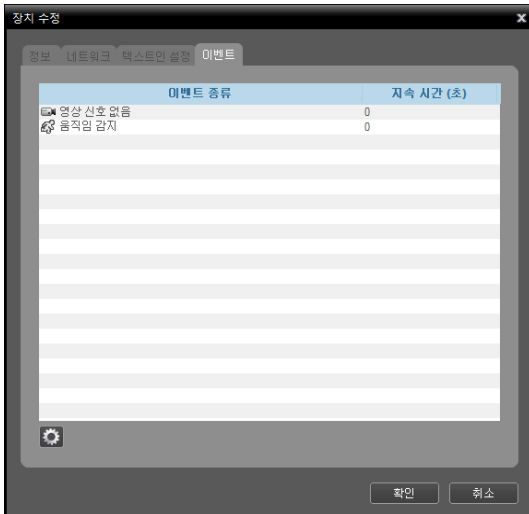 장치 수정
정보 네트워크 텍스트인 설정 이벤트
이벤트 종류 지속 시간 (초)
영상 신호 없음 0
움직임 감지 0
확인 취소